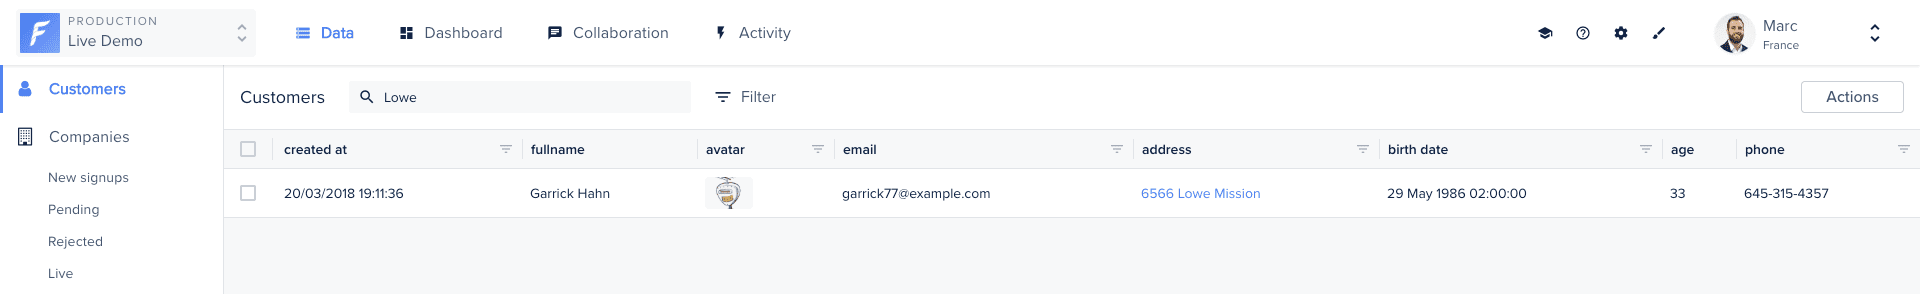 PRODUCTION
Live Demo
Data Dashboard Collaboration Activity
Marc
France
Customers
Companies
New signups
Pending
Rejected
Live
Customers Lowe Filter Actions
created at fullname avatar email address birth date age phone
20/03/2018 19:11:36 Garrick Hahn garrick77@example.com 6566 Lowe Mission 29 May 1986 02:00:00 33 645-315-4357